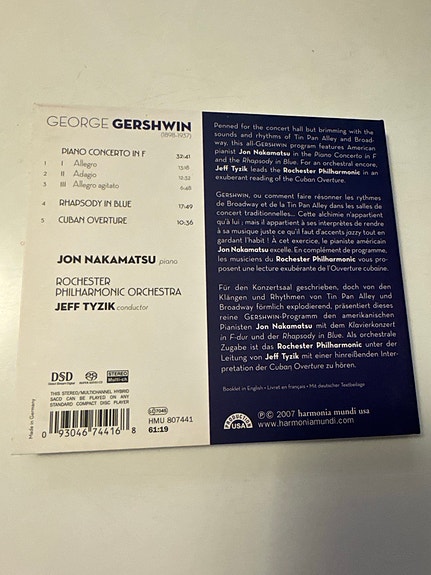 GEORGE GERSHWIN
(1898-1937)
PIANO CONCERTO IN F 32:41
1 I Allegro 13:18
2 II Adagio 12:32
3 III Allegro agitato 6:48
4 RHAPSODY IN BLUE 17:49
5 CUBAN OVERTURE 10:36
JON NAKAMATSU piano
ROCHESTER
PHILHARMONIC ORCHESTRA
JEFF TYZIK conductor
DSD
Direct Stream Digital
SUPER AUDIO CD
STEREO
Multi-ch
THIS STEREO/MULTICHANNEL HYBRID
SACD CAN BE PLAYED ON ANY
STANDARD COMPACT DISC PLAYER
Made in Germany
0 93046 74416 8
LC 7045
HMU 807441
61:19
Penned for the concert hall but brimming with the
sounds and rhythms of Tin Pan Alley and Broad-
way, this all-GERSHWIN program features American
pianist Jon Nakamatsu in the Piano Concerto in F
and the Rhapsody in Blue. For an orchestral encore,
Jeff Tyzik leads the Rochester Philharmonic in an
exuberant reading of the Cuban Overture.
GERSHWIN, ou comment faire résonner les rythmes
de Broadway et de la Tin Pan Alley dans les salles de
concert traditionnelles... Cette alchimie n'appartient
qu'à lui ; mais il appartient à ses interprètes de rendre
à sa musique juste ce qu'il faut d'accents jazzy tout en
gardant l'habit ! À cet exercice, le pianiste américain
Jon Nakamatsu excelle. En complément de programme,
les musiciens du Rochester Philharmonic vous pro-
posent une lecture exubérante de l'Ouverture cubaine.
Für den Konzertsaal geschrieben, doch von den
Klängen und Rhythmen von Tin Pan Alley und
Broadway förmlich explodierend, präsentiert dieses
reine GERSHWIN-Programm den amerikanischen
Pianisten Jon Nakamatsu mit dem Klavierkonzert
in F-dur und der Rhapsody in Blue. Als orchestrale
Zugabe ist das Rochester Philharmonic unter der
Leitung von Jeff Tyzik mit einer hinreißenden Inter-
pretation der Cuban Overture zu hören.
Booklet in English • Livret en français • Mit deutscher Textbeilage
PRODUCTION
USA
℗ © 2007 harmonia mundi usa
www.harmoniamundi.com